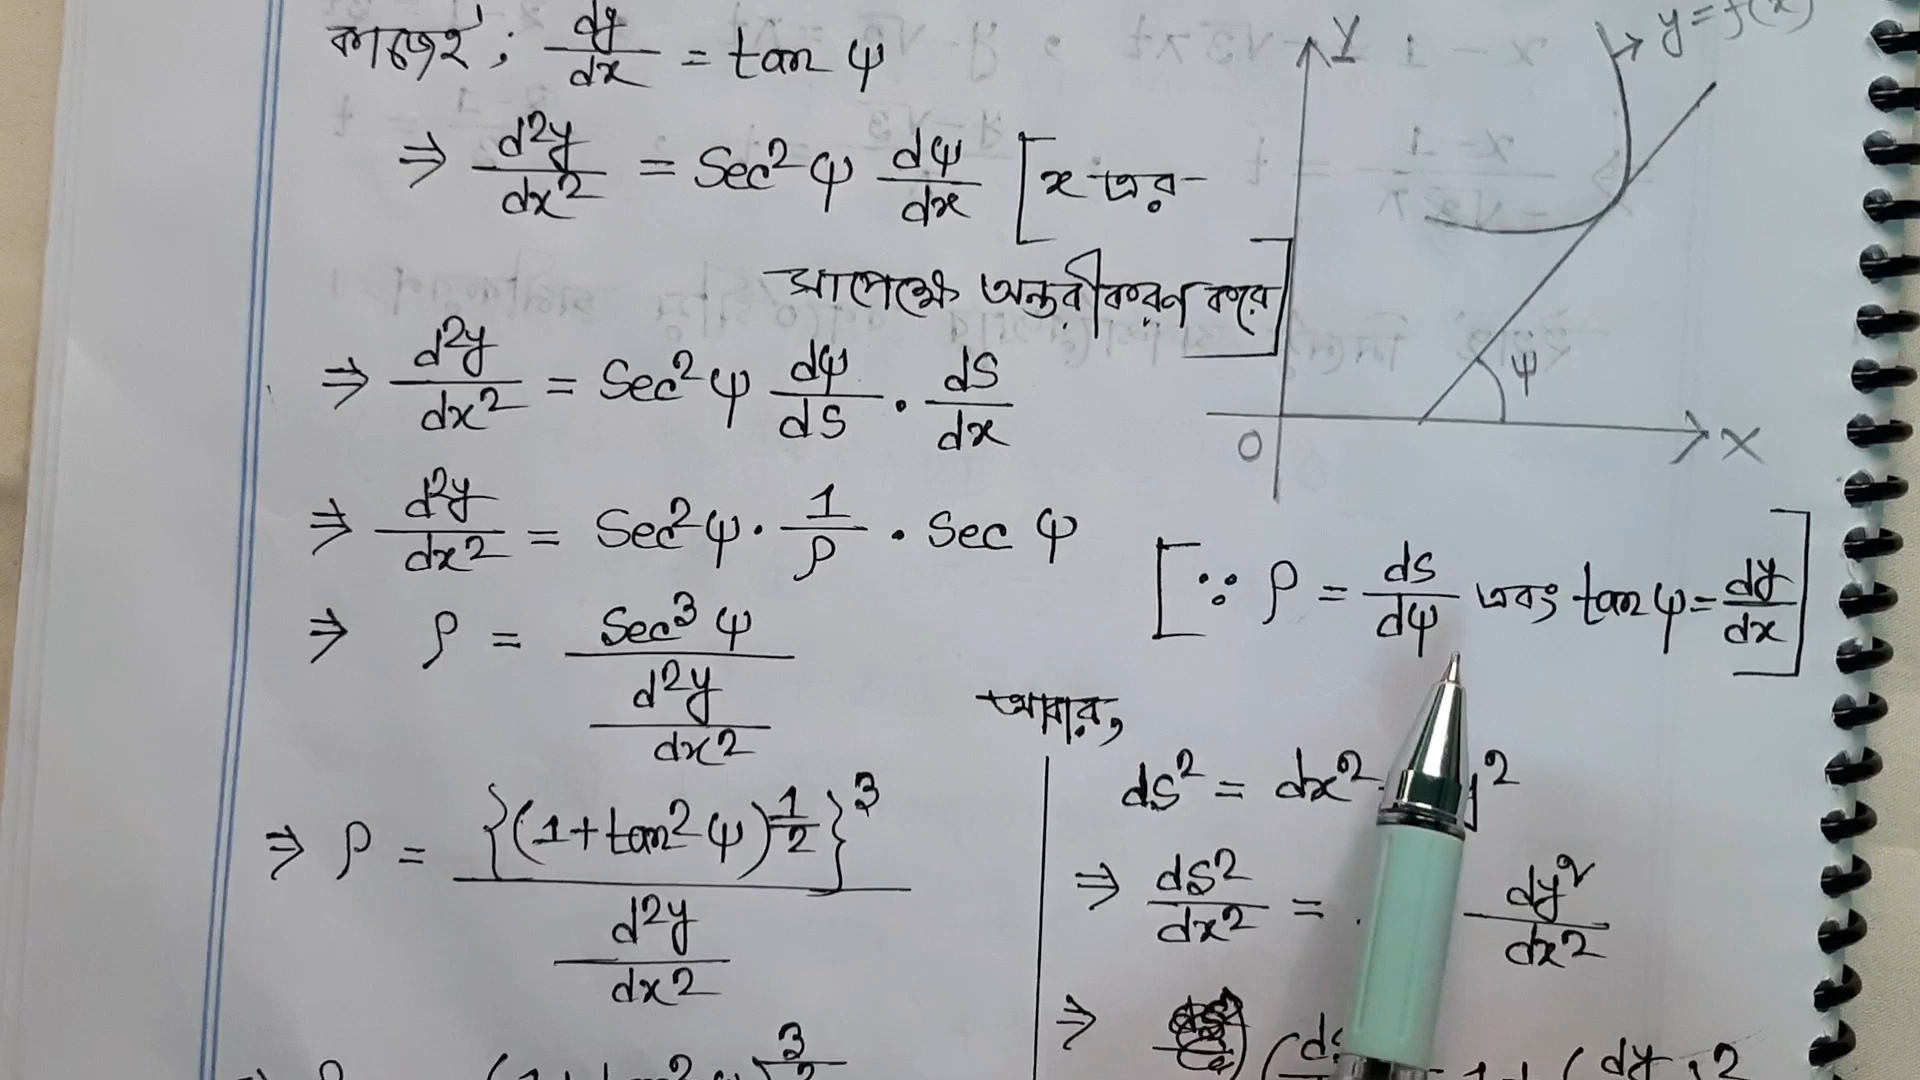 কাজেই; dy/dx = tan ψ
⇒ d²y/dx² = Sec²ψ dψ/dx [x এর
সাপেক্ষে অন্তরীকরণ করে]
⇒ d²y/dx² = Sec²ψ dψ/ds · ds/dx
⇒ d²y/dx² = Sec²ψ · 1/ρ · Sec ψ
[∵ ρ = ds/dψ এবং tan ψ = dy/dx]
⇒ ρ = Sec³ψ / (d²y/dx²)
⇒ ρ = {(1+tan²ψ)^1/2}³ / (d²y/dx²)
আবার,
ds² = dx² y²
⇒ ds²/dx² = dy²/dx²
⇒
y = f(x)
Y
ψ
O
X